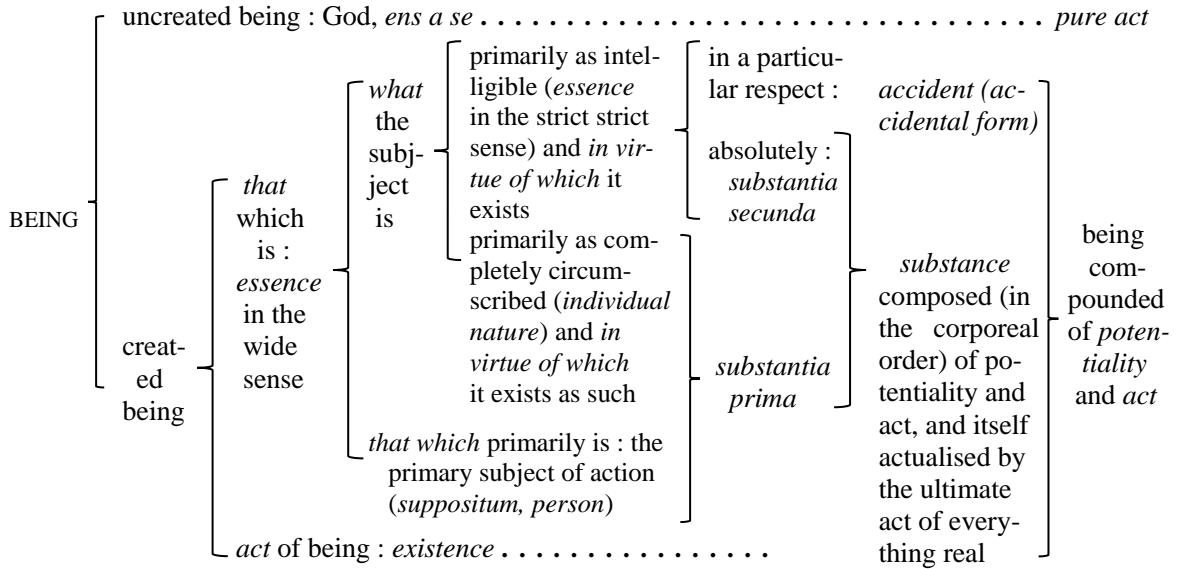 uncreated being : God, ens a se . . . . . . . . . . . . . . . . . . . . . . . . . . . . . . . . . . . . . . . pure act
BEING
creat-
ed
being
that
which
is :
essence
in the
wide
sense
what
the
subj-
ject
is
primarily as intel-
ligible (essence
in the strict strict
sense) and in vir-
tue of which it
exists
in a particu-
lar respect :
accident (ac-
cidental form)
absolutely :
substantia
secunda
primarily as com-
pletely circum-
scribed (individual
nature) and in
virtue of which
it exists as such
that which primarily is : the
primary subject of action
(suppositum, person)
substantia
prima
substance
composed (in
the corporeal
order) of po-
tentiality and
act, and itself
actualised by
the ultimate
act of every-
thing real
being
com-
pounded
of poten-
tiality
and act
act of being : existence . . . . . . . . . . . . . . . . . .